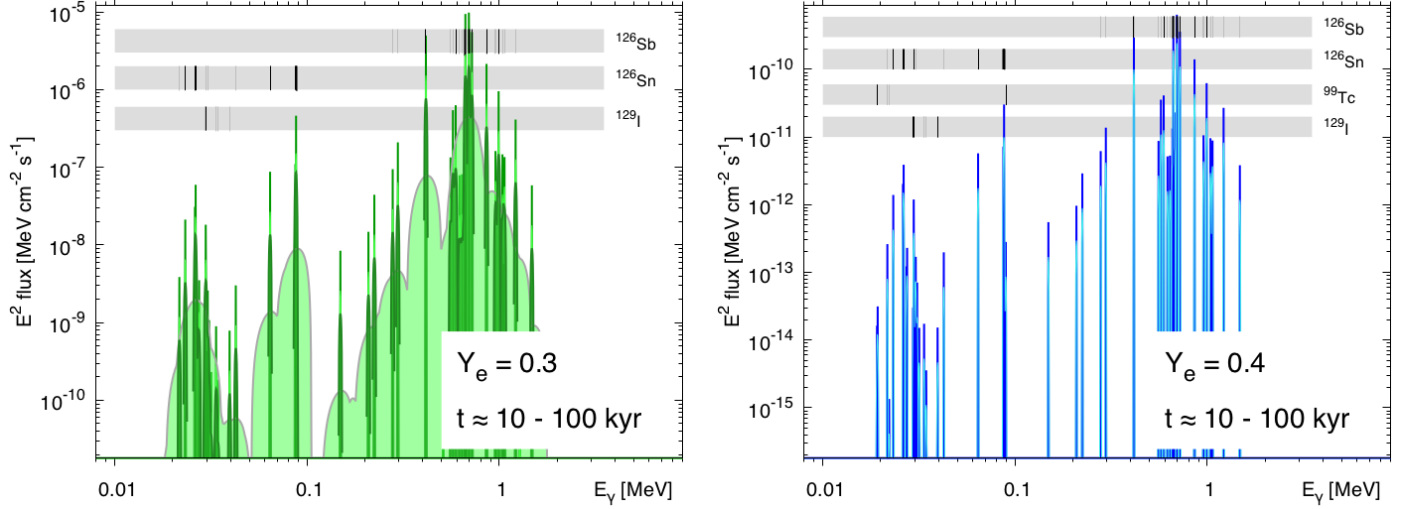 E² flux [MeV cm⁻² s⁻¹]
10⁻⁵
10⁻⁶
10⁻⁷
10⁻⁸
10⁻⁹
10⁻¹⁰
¹²⁶Sb
¹²⁶Sn
¹²⁹I
Yₑ = 0.3
t ≈ 10 - 100 kyr
0.01
0.1
1
Eᵧ [MeV]
E² flux [MeV cm⁻² s⁻¹]
10⁻¹⁰
10⁻¹¹
10⁻¹²
10⁻¹³
10⁻¹⁴
10⁻¹⁵
¹²⁶Sb
¹²⁶Sn
⁹⁹Tc
¹²⁹I
Yₑ = 0.4
t ≈ 10 - 100 kyr
0.01
0.1
1
Eᵧ [MeV]